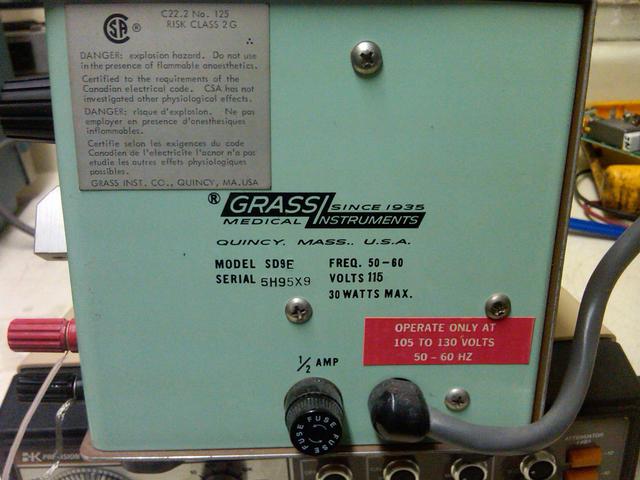 C22.2 No. 125
RISK CLASS 2G
DANGER: explosion hazard. Do not use
in the presence of flammable anaesthetics.
Certified to the requirements of the
Canadian electrical code. CSA has not
investigated other physiological effects.
DANGER: risque d'explosion. Ne pas
employer en presence d'anesthesiques
inflammables.
Certifie selon les exigences du code
Canadien de l'electricite l'acnor n'a pas
etudie les autres effets physiologiques
possibles.
GRASS INST. CO., QUINCY, MA. USA
® GRASS SINCE 1935
MEDICAL INSTRUMENTS
QUINCY, MASS., U.S.A.
MODEL SD9E FREQ. 50-60
SERIAL 5H95X9 VOLTS 115
30 WATTS MAX.
OPERATE ONLY AT
105 TO 130 VOLTS
50-60 HZ
1/2 AMP
FUSE FUSE FUSE
BK PRECISION
ATTENUATOR